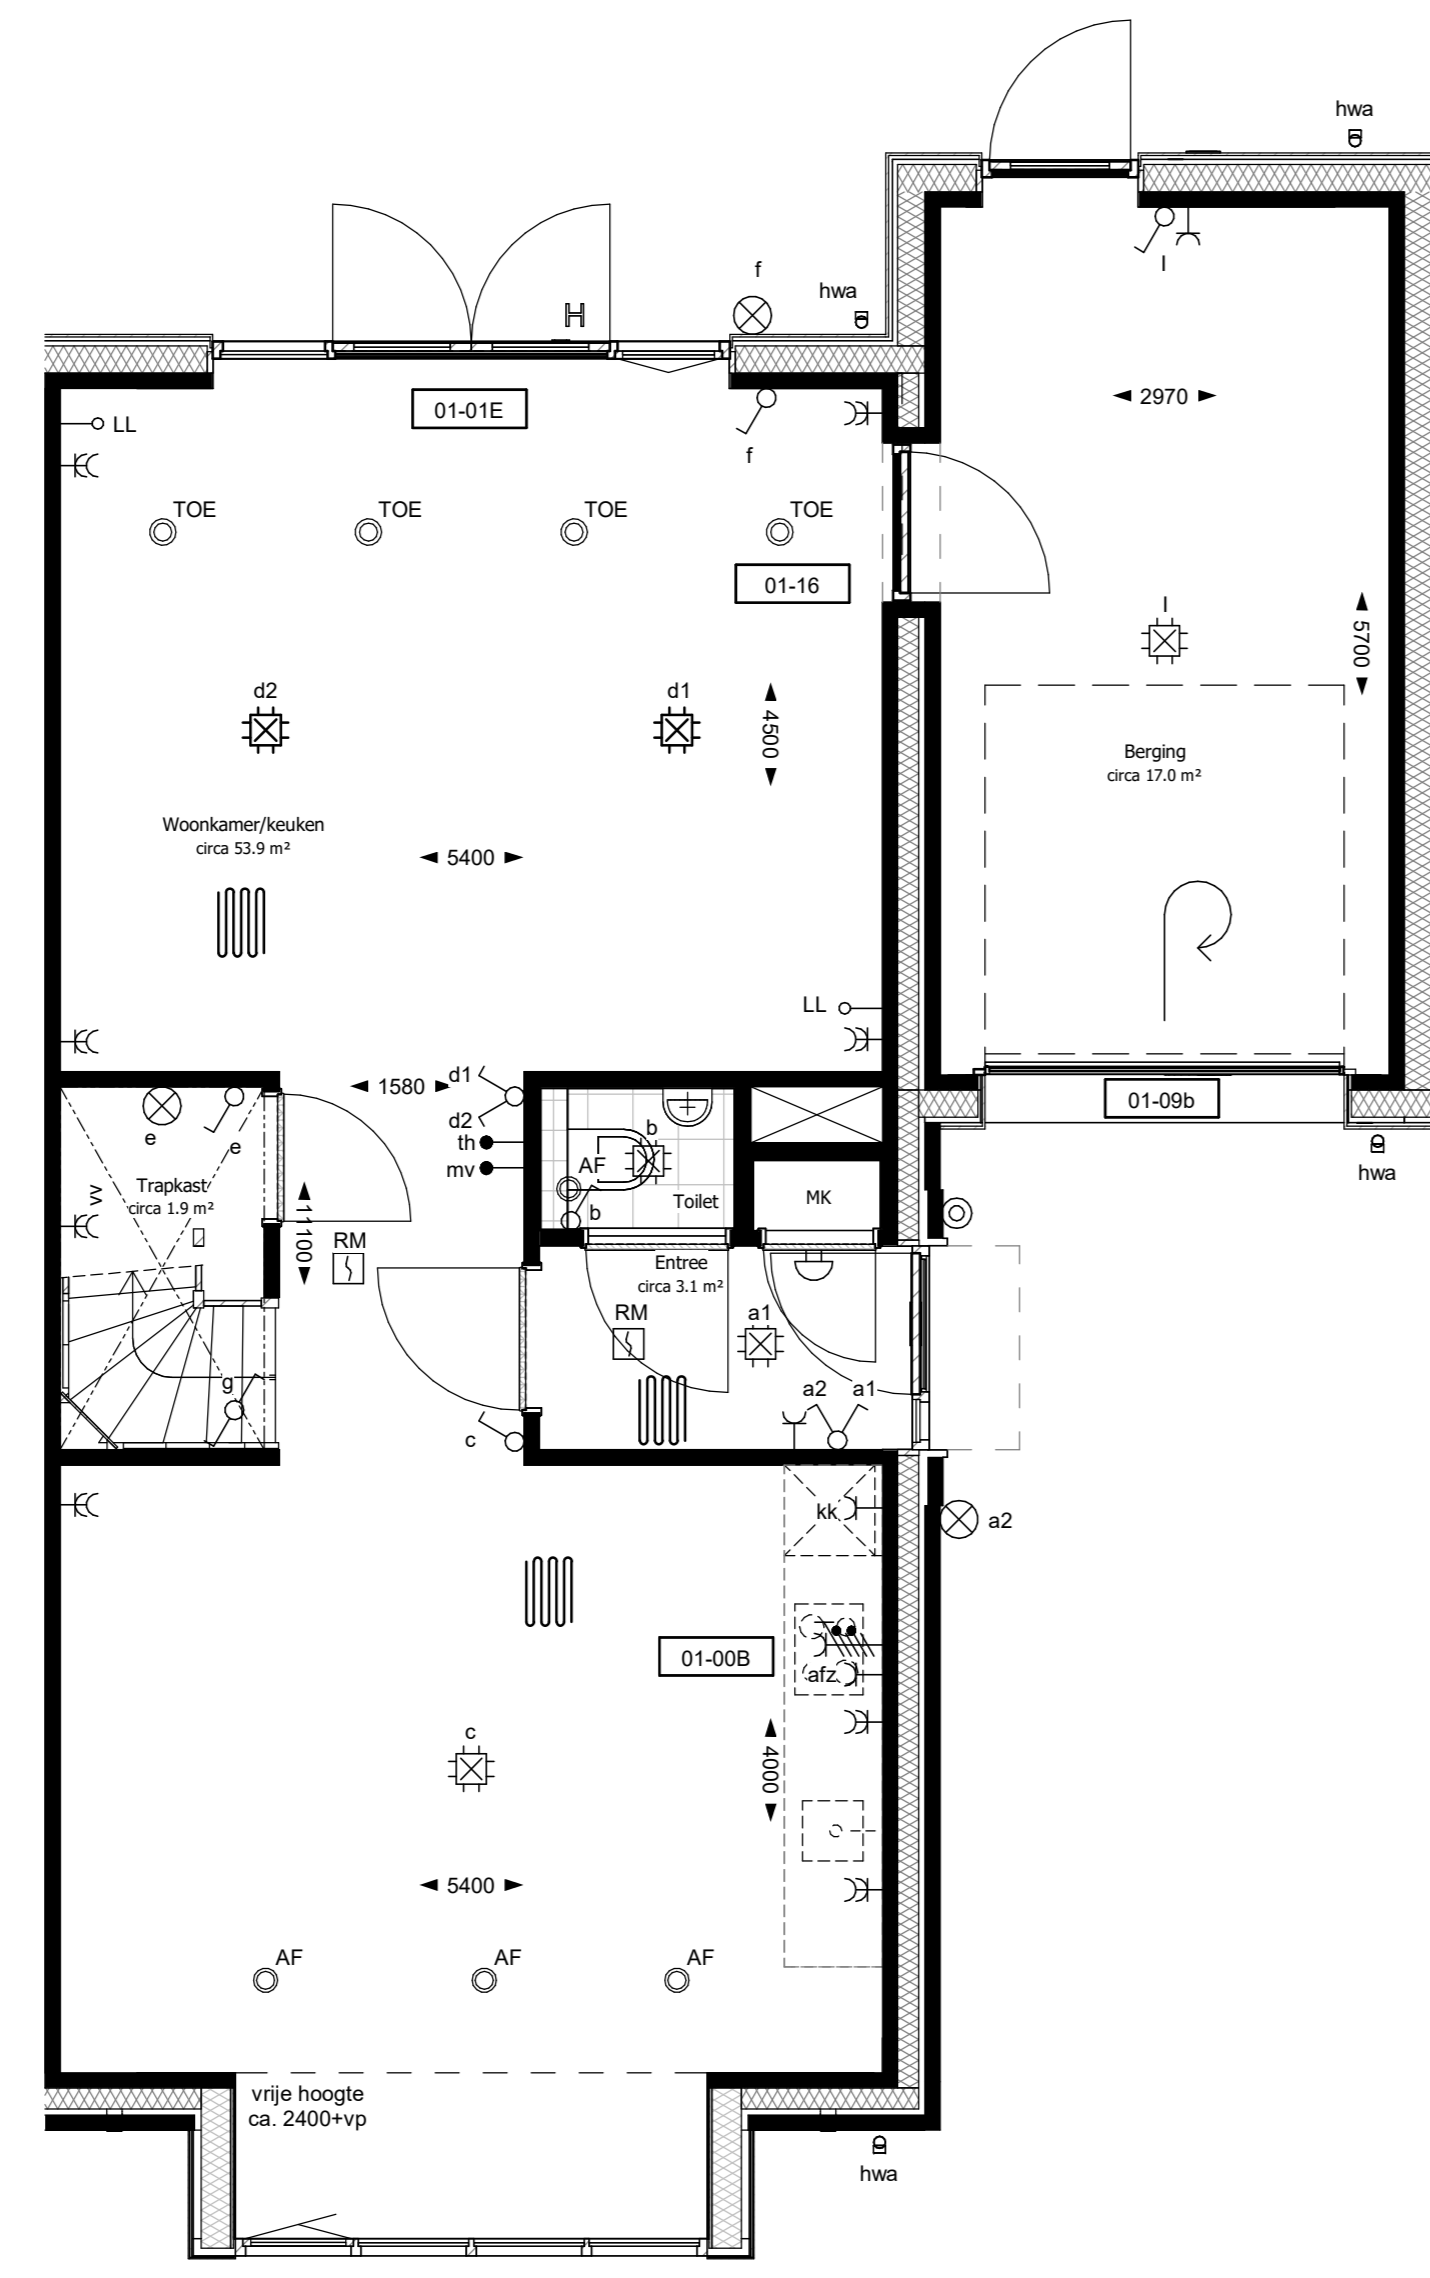 hwa
f
hwa
H
l
01-01E
2970
LL
f
TOE
TOE
TOE
TOE
01-16
l
5700
d2
d1
4500
Berging
circa 17.0 m²
Woonkamer/keuken
circa 53.9 m²
5400
LL
1580
d1
d2
th
mv
01-09b
e
e
b
AF
b
Toilet
MK
hwa
Trapkast
circa 1.9 m²
vv
11100
RM
Entree
circa 3.1 m²
RM
a1
g
a2
a1
c
kk
a2
01-00B
afz
c
4000
5400
AF
AF
AF
vrije hoogte
ca. 2400+vp
hwa